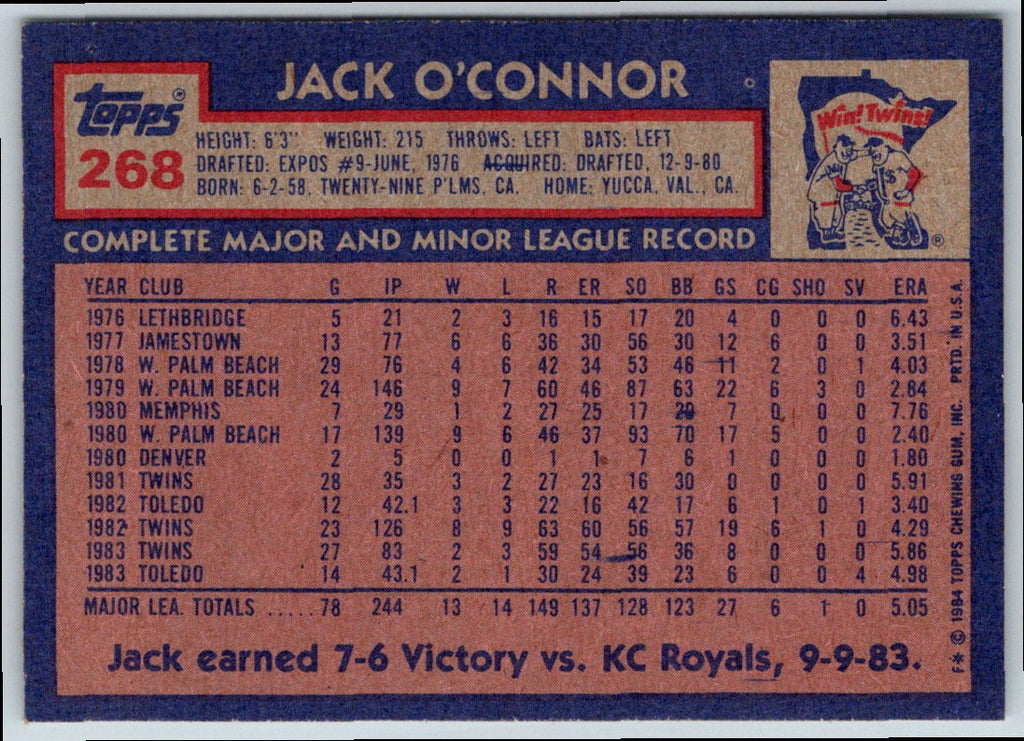 JACK O'CONNOR
TOPPS ®
268
HEIGHT: 6'3" WEIGHT: 215 THROWS: LEFT BATS: LEFT
DRAFTED: EXPOS #9-JUNE, 1976 ACQUIRED: DRAFTED, 12-9-80
BORN: 6-2-58, TWENTY-NINE P'LMS, CA. HOME: YUCCA, VAL., CA.
Win! Twins!
®
COMPLETE MAJOR AND MINOR LEAGUE RECORD
YEAR CLUB G IP W L R ER SO BB GS CG SHO SV ERA
1976 LETHBRIDGE 5 21 2 3 16 15 17 20 4 0 0 0 6.43
1977 JAMESTOWN 13 77 6 6 36 30 56 30 12 6 0 0 3.51
1978 W. PALM BEACH 29 76 4 6 42 34 53 46 11 2 0 1 4.03
1979 W. PALM BEACH 24 146 9 7 60 46 87 63 22 6 3 0 2.84
1980 MEMPHIS 7 29 1 2 27 25 17 20 7 0 0 0 7.76
1980 W. PALM BEACH 17 139 9 6 46 37 93 70 17 5 0 0 2.40
1980 DENVER 2 5 0 0 1 1 7 6 1 0 0 0 1.80
1981 TWINS 28 35 3 2 27 23 16 30 0 0 0 0 5.91
1982 TOLEDO 12 42.1 3 3 22 16 42 17 6 1 0 1 3.40
1982 TWINS 23 126 8 9 63 60 56 57 19 6 1 0 4.29
1983 TWINS 27 83 2 3 59 54 56 36 8 0 0 0 5.86
1983 TOLEDO 14 43.1 2 1 30 24 39 23 6 0 0 4 4.98
MAJOR LEA. TOTALS ..... 78 244 13 14 149 137 128 123 27 6 1 0 5.05
Jack earned 7-6 Victory vs. KC Royals, 9-9-83.
F* © 1984 TOPPS CHEWING GUM, INC. PRTD. IN U.S.A.